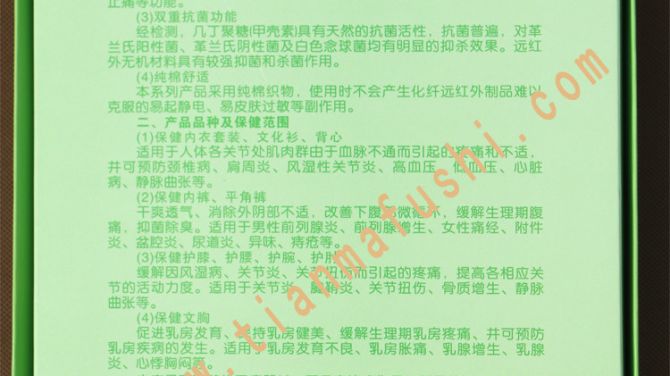 止痛等功能。
(3)双重抗菌功能
经检测，几丁聚糖(甲壳素)具有天然的抗菌活性，抗菌普遍，对革
兰氏阳性菌、革兰氏阴性菌及白色念球菌均有明显的抑杀效果。远红
外无机材料具有较强抑菌和杀菌作用。
(4)纯棉舒适
本系列产品采用纯棉织物，使用时不会产生化纤远红外制品难以
克服的易起静电、易皮肤过敏等副作用。
二、产品品种及保健范围
(1)保健内衣套装、文化衫、背心
适用于人体各关节处肌肉群由于血脉不通而引起的疼痛和不适，
并可预防颈椎病、肩周炎、风湿性关节炎、高血压、低血压、心脏
病、静脉曲张等。
(2)保健内裤、平角裤
干爽透气、消除外阴部不适，改善下腹部微循环，缓解生理期腹
痛，抑菌除臭。适用于男性前列腺炎、前列腺增生、女性痛经、附件
炎、盆腔炎、尿道炎、异味、痔疮等。
(3)保健护膝、护腰、护腕、护肘
缓解因风湿病、关节炎、关节扭伤而引起的疼痛，提高各相应关
节的活动力度。适用于关节炎、腱鞘炎、关节扭伤、骨质增生、静脉
曲张等。
(4)保健文胸
促进乳房发育、保持乳房健美、缓解生理期乳房疼痛、并可预防
乳房疾病的发生。适用于乳房发育不良、乳房胀痛、乳腺增生、乳腺
炎、心悸胸闷等。
www.tianmafushi.com